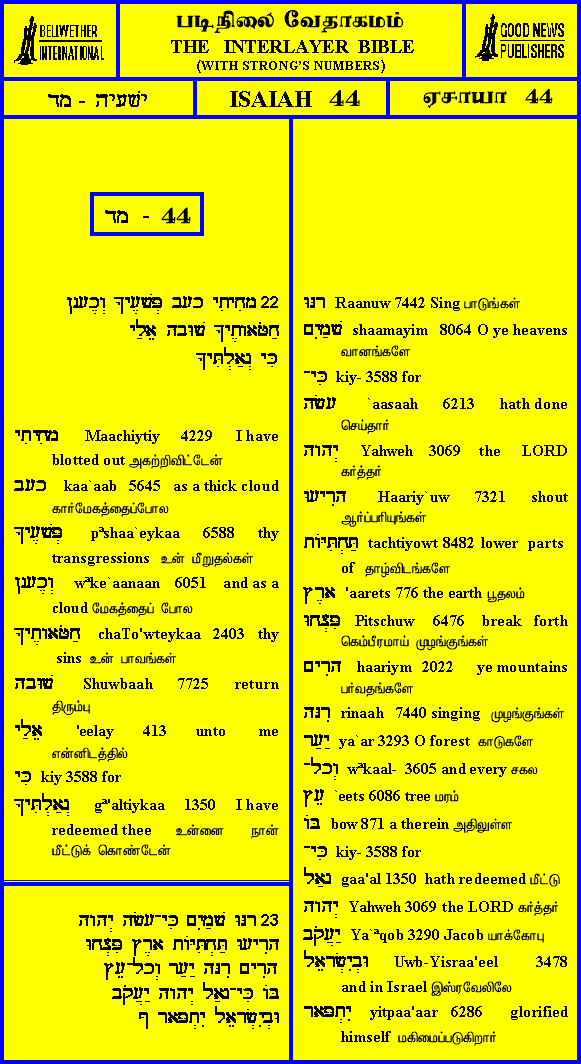 BELLWETHER
INTERNATIONAL
படிநிலை வேதாகமம்
THE INTERLAYER BIBLE
(WITH STRONG'S NUMBERS)
GOOD NEWS
PUBLISHERS
ישעיה - מד
ISAIAH 44
ஏசாயா 44
מד - 44
22 מָחִיתִי כָעָב פְּשָׁעֶיךָ וְכֶעָנָן
חַטֹּאותֶיךָ שׁוּבָה אֵלַי
כִּי גְאַלְתִּיךָ
מָחִיתִי Maachiytiy 4229 I have
blotted out அகற்றிவிட்டேன்
כָעָב kaa`aab 5645 as a thick cloud
கார்மேகத்தைப்போல
פְּשָׁעֶיךָ pªshaa`eykaa 6588 thy
transgressions உன் மீறுதல்கள்
וְכֶעָנָן wªke`aanaan 6051 and as a
cloud மேகத்தைப் போல
חַטֹּאותֶיךָ chaTo'wteykaa 2403 thy
sins உன் பாவங்கள்
שׁוּבָה Shuwbaah 7725 return
திரும்பு
אֵלַי 'eelay 413 unto me
என்னிடத்தில்
כִּי kiy 3588 for
גְאַלְתִּיךָ gª'altiykaa 1350 I have
redeemed thee உன்னை நான்
மீட்டுக் கொண்டேன்
23 רָנּוּ שָׁמַיִם כִּי־עָשָׂה יְהוָה
הָרִיעוּ תַּחְתִּיּוֹת אָרֶץ פִּצְחוּ
הָרִים רִנָּה יַעַר וְכָל־עֵץ
בּוֹ כִּי־גָאַל יְהוָה יַעֲקֹב
וּבְיִשְׂרָאֵל יִתְפָּאָר ף
רָנּוּ Raanuw 7442 Sing பாடுங்கள்
שָׁמַיִם shaamayim 8064 O ye heavens
வானங்களே
כִּי־ kiy- 3588 for
עָשָׂה `aasaah 6213 hath done
செய்தார்
יְהוָה Yahweh 3069 the LORD
கர்த்தர்
הָרִיעוּ Haariy`uw 7321 shout
ஆர்ப்பரியுங்கள்
תַּחְתִּיּוֹת tachtiyowt 8482 lower parts
of தாழ்விடங்களே
אָרֶץ 'aarets 776 the earth பூதலம்
פִּצְחוּ Pitschuw 6476 break forth
கெம்பீரமாய் முழங்குங்கள்
הָרִים haariym 2022 ye mountains
பர்வதங்களே
רִנָּה rinaah 7440 singing முழங்குங்கள்
יַעַר ya`ar 3293 O forest காடுகளே
וְכָל־ wªkaal- 3605 and every சகல
עֵץ `eets 6086 tree மரம்
בּוֹ bow 871 a therein அதிலுள்ள
כִּי־ kiy- 3588 for
גָאַל gaa'al 1350 hath redeemed மீட்டு
יְהוָה Yahweh 3069 the LORD கர்த்தர்
יַעֲקֹב Ya`ªqob 3290 Jacob யாக்கோபு
וּבְיִשְׂרָאֵל Uwb-Yisraa'eel 3478
and in Israel இஸ்ரவேலிலே
יִתְפָּאָר yitpaa'aar 6286 glorified
himself மகிமைப்படுகிறார்